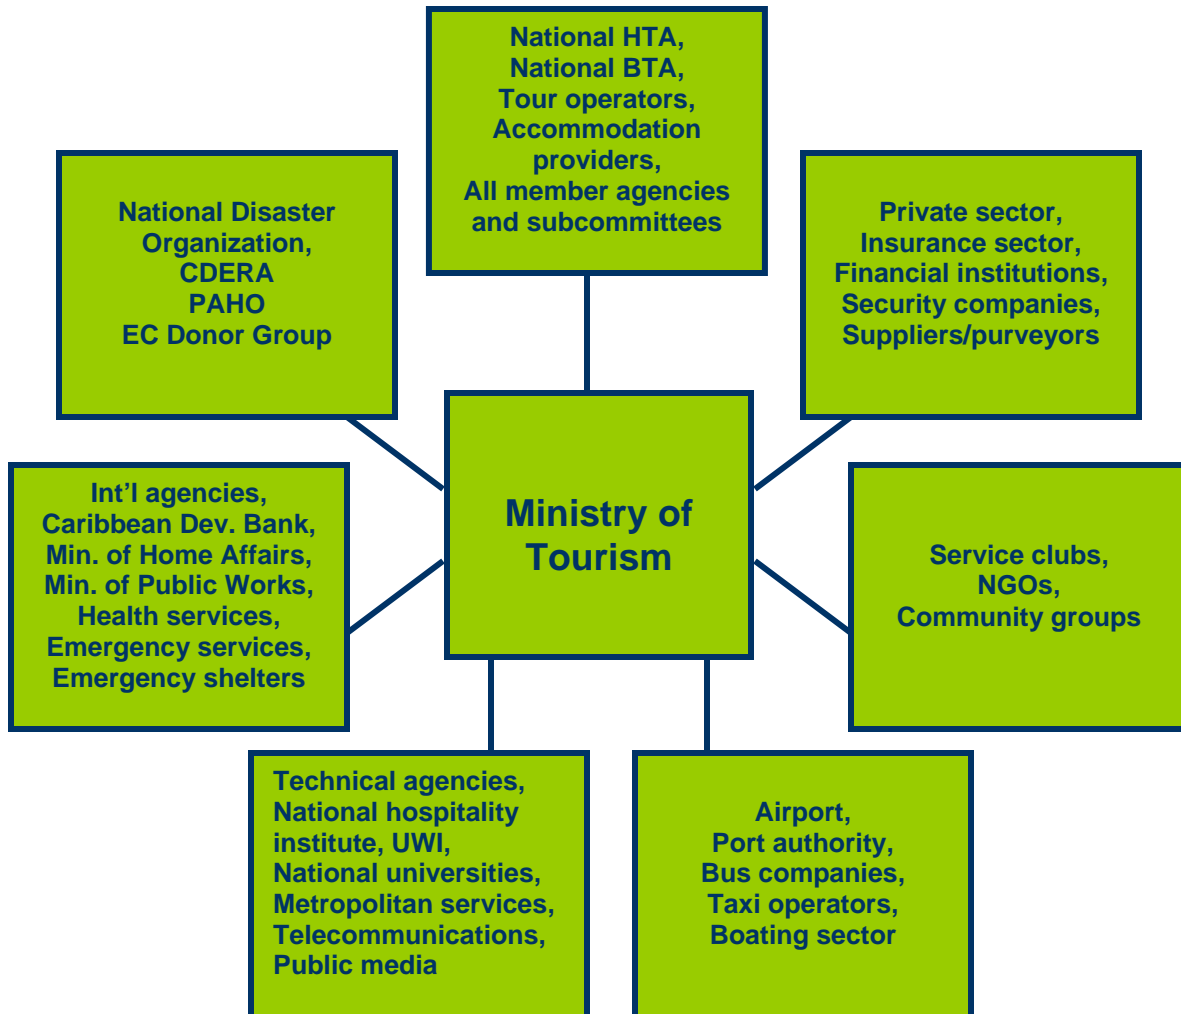 National HTA,
National BTA,
Tour operators,
Accommodation
providers,
All member agencies
and subcommittees
National Disaster
Organization,
CDERA
PAHO
EC Donor Group
Private sector,
Insurance sector,
Financial institutions,
Security companies,
Suppliers/purveyors
Ministry of
Tourism
Int’l agencies,
Caribbean Dev. Bank,
Min. of Home Affairs,
Min. of Public Works,
Health services,
Emergency services,
Emergency shelters
Service clubs,
NGOs,
Community groups
Technical agencies,
National hospitality
institute, UWI,
National universities,
Metropolitan services,
Telecommunications,
Public media
Airport,
Port authority,
Bus companies,
Taxi operators,
Boating sector